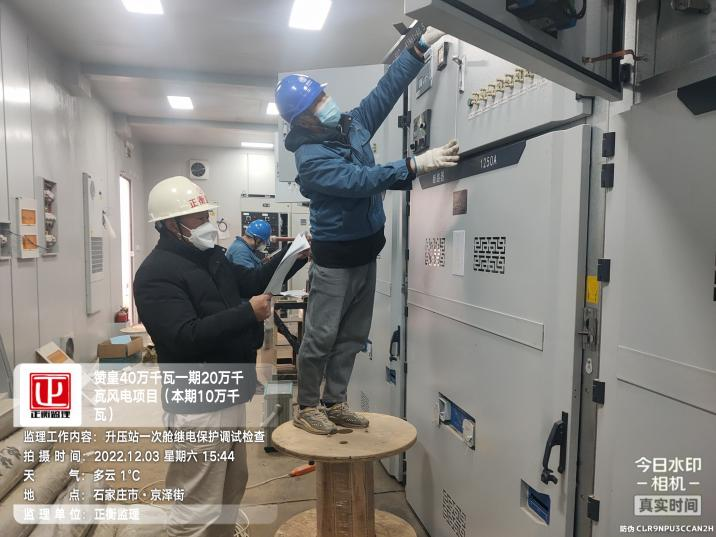 1250A
正衡
正衡监理
赞皇40万千瓦一期20万千
瓦风电项目（本期10万千
瓦）
监理工作内容：升压站一次舱继电保护调试检查
拍摄时间：2022.12.03 星期六 15:44
天气：多云 1℃
地点：石家庄市·京泽街
监理单位：正衡监理
今日水印
相机
真实时间
防伪 CLR9NPU3CCAN2H